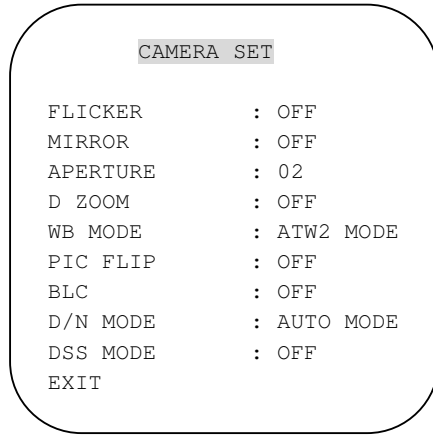 CAMERA SET
FLICKER : OFF
MIRROR : OFF
APERTURE : 02
D ZOOM : OFF
WB MODE : ATW2 MODE
PIC FLIP : OFF
BLC : OFF
D/N MODE : AUTO MODE
DSS MODE : OFF
EXIT